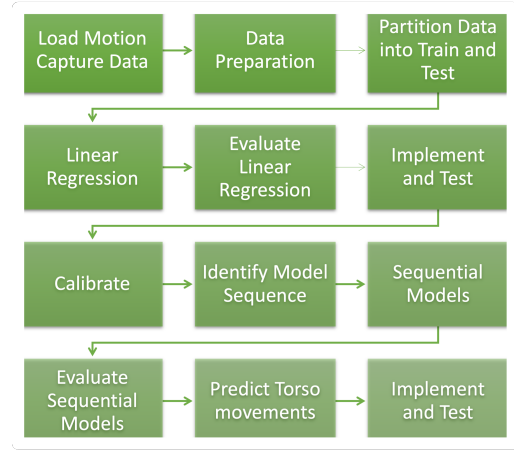 Load Motion
Capture Data
Data
Preparation
Partition Data
into Train and
Test
Linear
Regression
Evaluate
Linear
Regression
Implement
and Test
Calibrate
Identify Model
Sequence
Sequential
Models
Evaluate
Sequential
Models
Predict Torso
movements
Implement
and Test